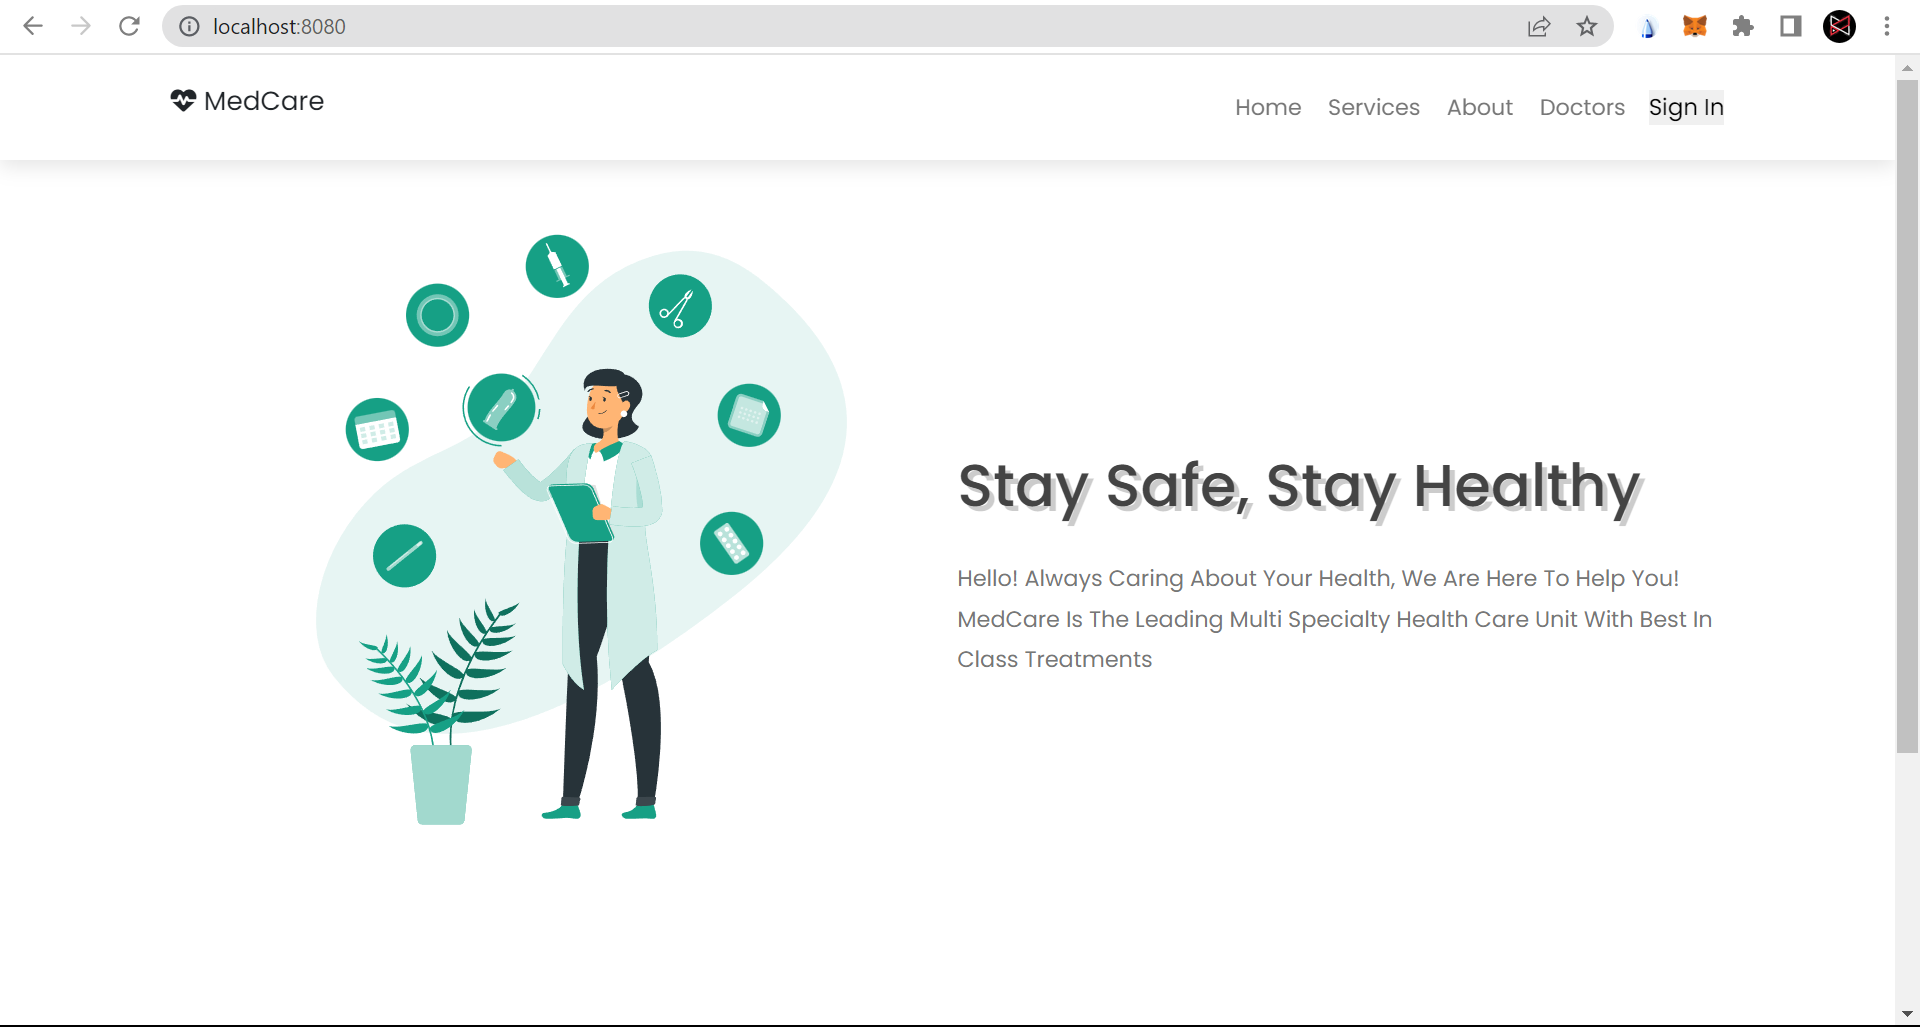 localhost:8080
MedCare
Home Services About Doctors Sign In
Stay Safe, Stay Healthy
Hello! Always Caring About Your Health, We Are Here To Help You!
MedCare Is The Leading Multi Specialty Health Care Unit With Best In
Class Treatments